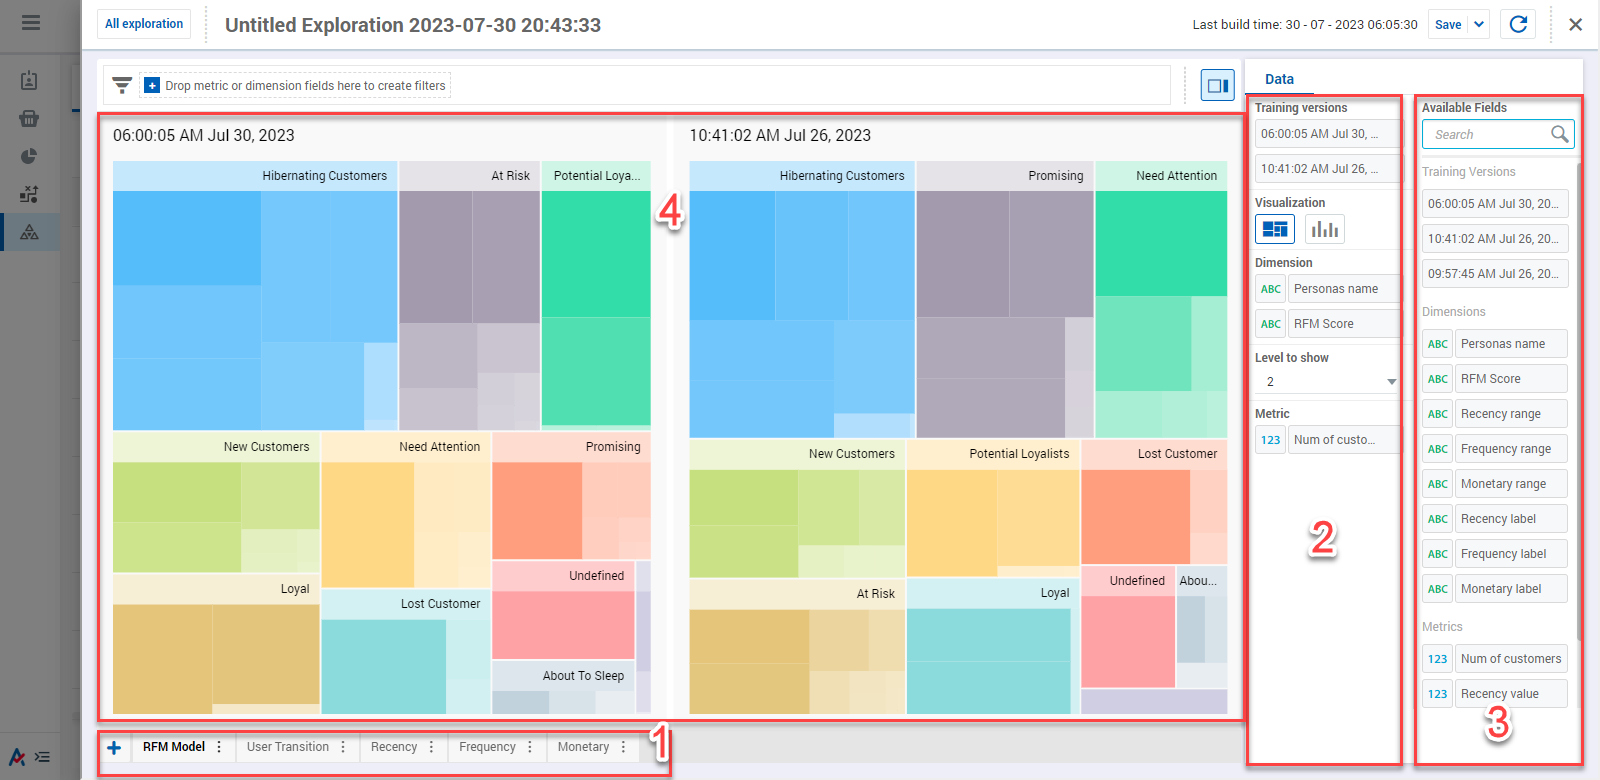 All exploration
Untitled Exploration 2023-07-30 20:43:33
Last build time: 30 - 07 - 2023 06:05:30
Save
Drop metric or dimension fields here to create filters
06:00:05 AM Jul 30, 2023
Hibernating Customers
At Risk
Potential Loya...
New Customers
Need Attention
Promising
Loyal
Lost Customer
Undefined
About To Sleep
4
10:41:02 AM Jul 26, 2023
Hibernating Customers
Promising
Need Attention
New Customers
Potential Loyalists
Lost Customer
At Risk
Loyal
Undefined
Abou...
Data
Training versions
06:00:05 AM Jul 30, ...
10:41:02 AM Jul 26, ...
Visualization
Dimension
ABC Personas name
ABC RFM Score
Level to show
2
Metric
123 Num of custo...
2
Available Fields
Search
Training Versions
06:00:05 AM Jul 30, 20...
10:41:02 AM Jul 26, 20...
09:57:45 AM Jul 26, 20...
Dimensions
ABC Personas name
ABC RFM Score
ABC Recency range
ABC Frequency range
ABC Monetary range
ABC Recency label
ABC Frequency label
ABC Monetary label
Metrics
123 Num of customers
123 Recency value
3
RFM Model
User Transition
Recency
Frequency
Monetary
1